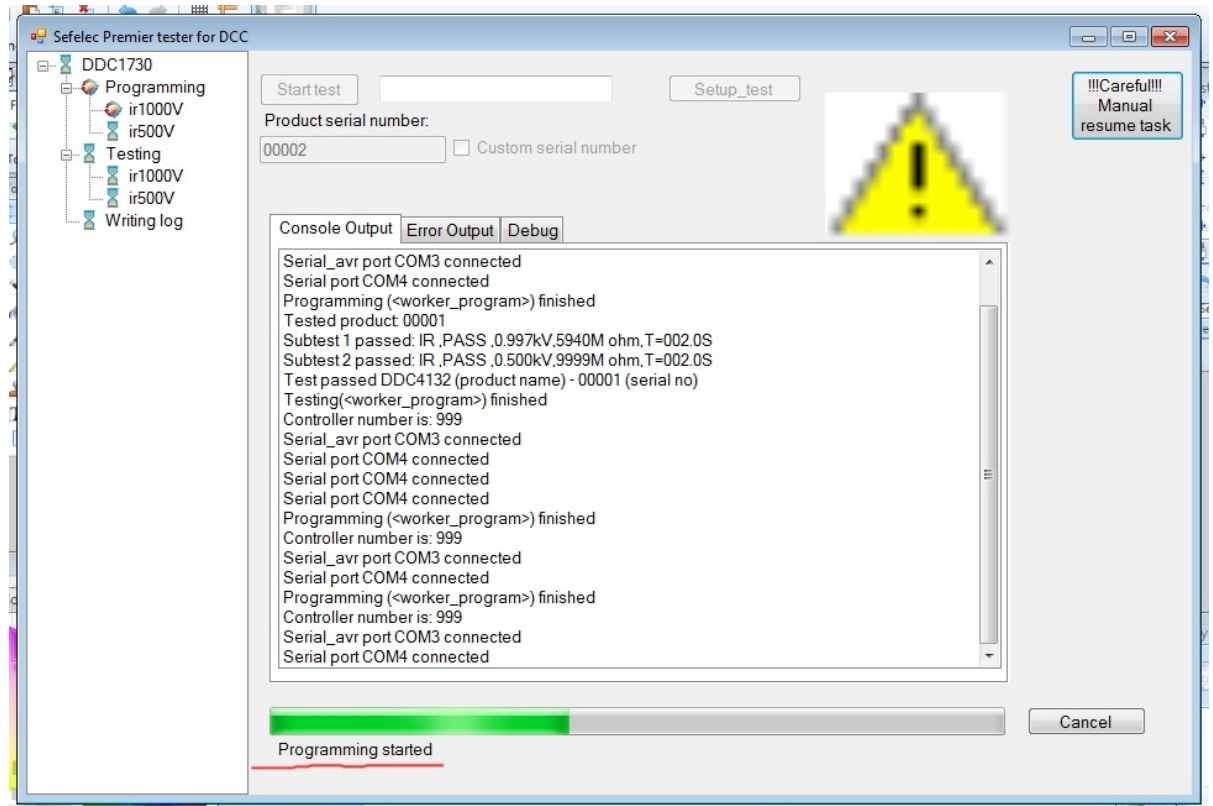 Sefelec Premier tester for DCC
DDC1730
Programming
ir1000V
ir500V
Testing
ir1000V
ir500V
Writing log
Start test
Setup_test
!!!Careful!!!!
Manual
resume task
Product serial number:
00002
Custom serial number
Console Output
Error Output
Debug
Serial_avr port COM3 connected
Serial port COM4 connected
Programming (<worker_program>) finished
Tested product: 00001
Subtest 1 passed: IR ,PASS ,0.997kV,5940M ohm,T=002.0S
Subtest 2 passed: IR ,PASS ,0.500kV,9999M ohm,T=002.0S
Test passed DDC4132 (product name) - 00001 (serial no)
Testing(<worker_program>) finished
Controller number is: 999
Serial_avr port COM3 connected
Serial port COM4 connected
Serial port COM4 connected
Serial port COM4 connected
Programming (<worker_program>) finished
Controller number is: 999
Serial_avr port COM3 connected
Serial port COM4 connected
Programming (<worker_program>) finished
Controller number is: 999
Serial_avr port COM3 connected
Serial port COM4 connected
Cancel
Programming started